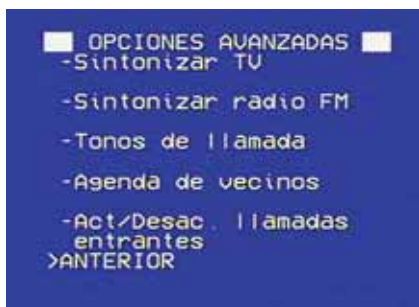 OPCIONES AVANZADAS
-Sintonizar TV
-Sintonizar radio FM
-Tonos de llamada
-Agenda de vecinos
-Act/Desac. llamadas
entrantes
>ANTERIOR